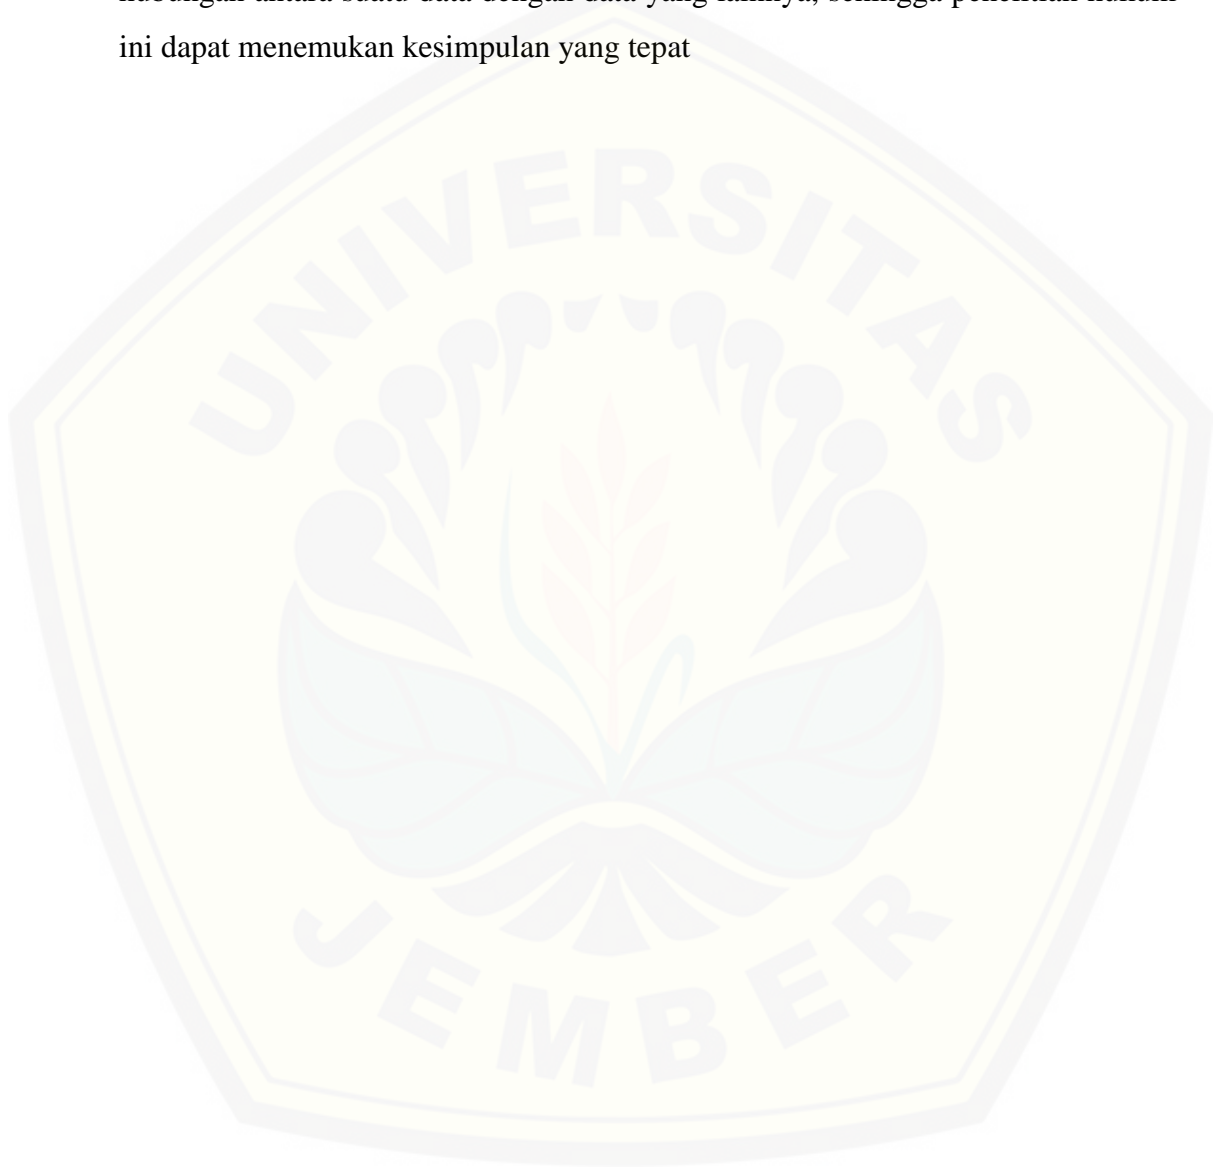 hubungan antara suatu data dengan data yang lainnya, sehingga penelitian hukum
ini dapat menemukan kesimpulan yang tepat
UNIVERSITAS
JEMBER